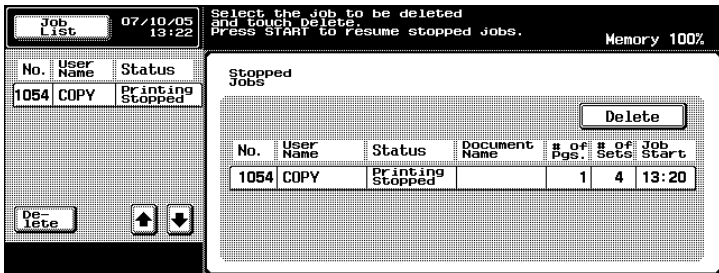 Job
List
07/10/05
13:22
Select the job to be deleted
and touch Delete.
Press START to resume stopped jobs.
Memory 100%
No. User Name Status
1054 COPY Printing Stopped
De-
lete
Stopped
Jobs
Delete
No. User Name Status Document Name # of Pgs. # of Sets Job Start
1054 COPY Printing Stopped 1 4 13:20